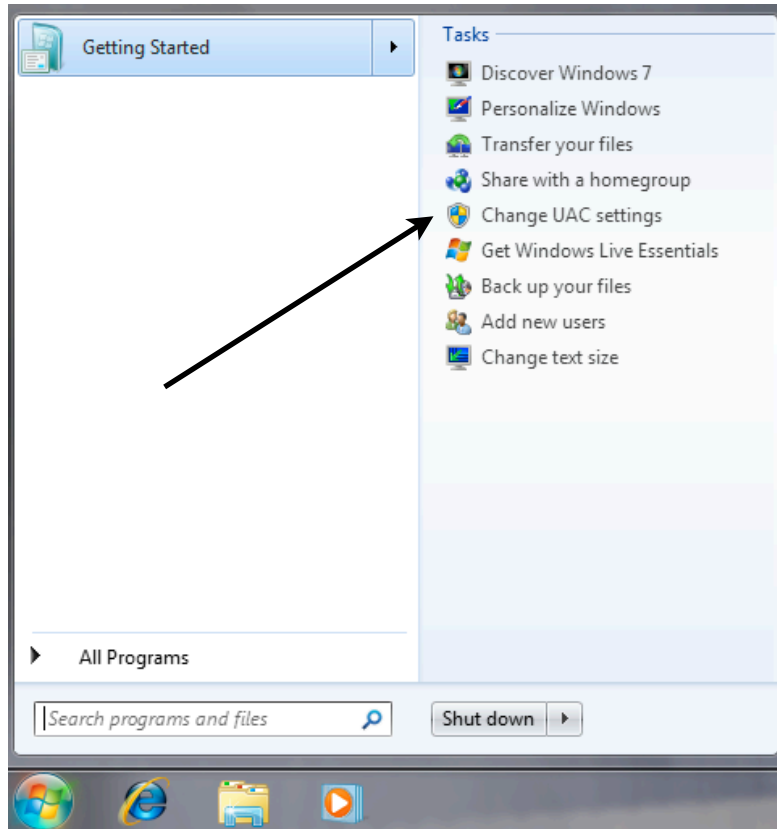 Getting Started
Tasks
Discover Windows 7
Personalize Windows
Transfer your files
Share with a homegroup
Change UAC settings
Get Windows Live Essentials
Back up your files
Add new users
Change text size
All Programs
Search programs and files
Shut down